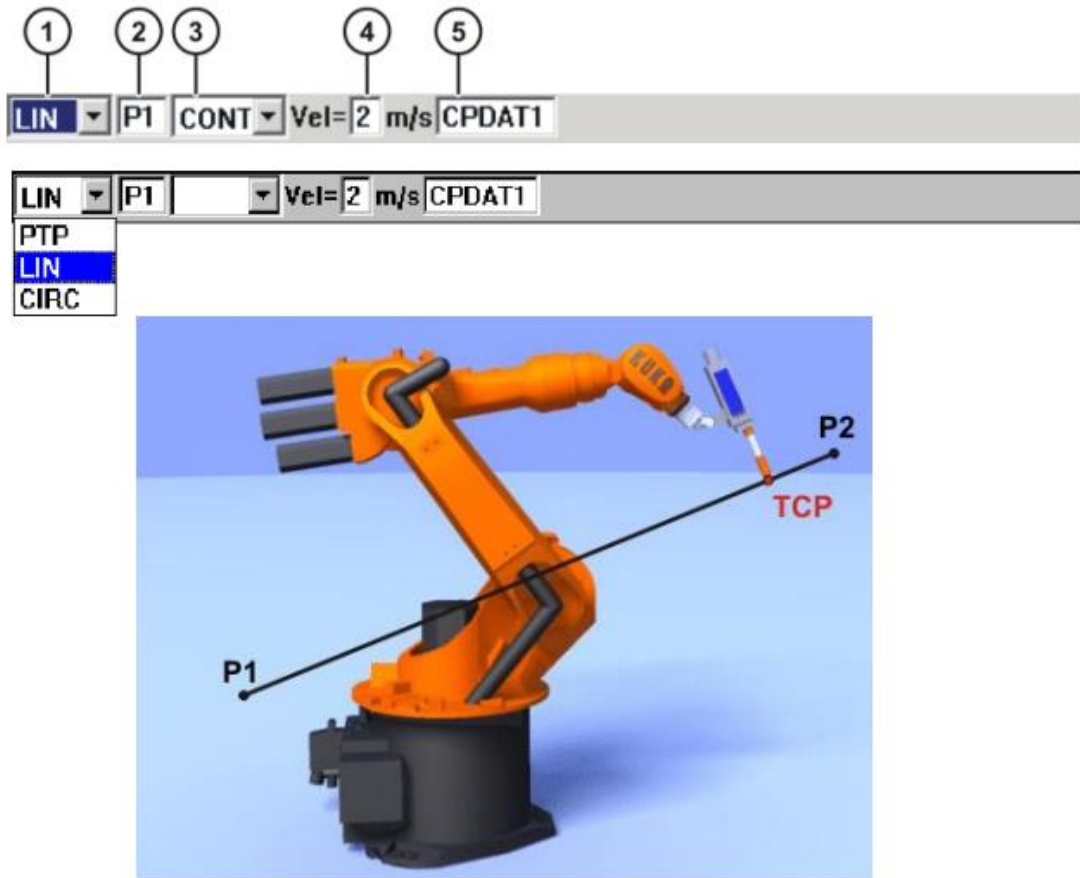 1 2 3 4 5
LIN P1 CONT Vel= 2 m/s CPDAT1
LIN P1 Vel= 2 m/s CPDAT1
PTP
LIN
CIRC
KUKA
P2
TCP
P1